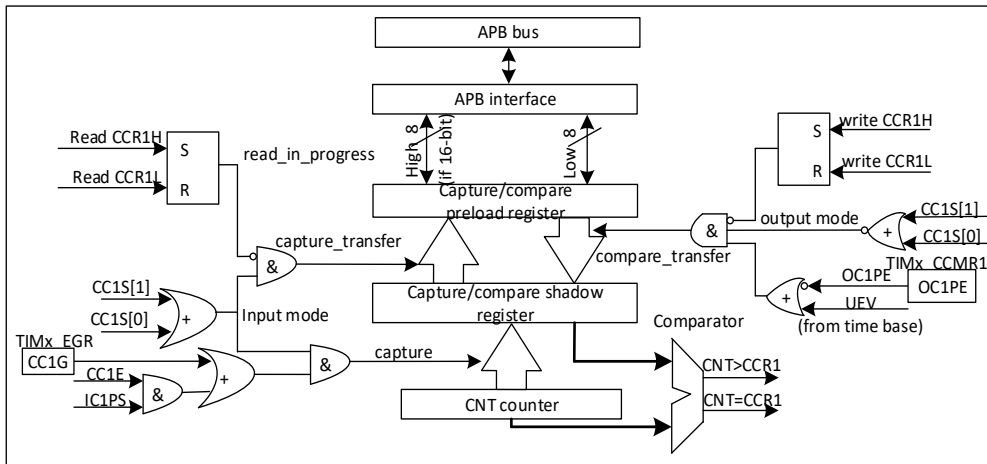 APB bus
APB interface
High 8
(if 16-bit)
Low 8
Read CCR1H
Read CCR1L
S
R
read_in_progress
Capture/compare
preload register
write CCR1H
write CCR1L
S
R
capture_transfer
&
compare_transfer
&
output mode
+
CC1S[1]
CC1S[0]
TIMx_CCMR1
OC1PE
OC1PE
UEV
(from time base)
+
CC1S[1]
CC1S[0]
+
Input mode
Capture/compare shadow
register
TIMx_EGR
CC1G
CC1E
IC1PS
&
+
&
capture
CNT counter
Comparator
CNT>CCR1
CNT=CCR1